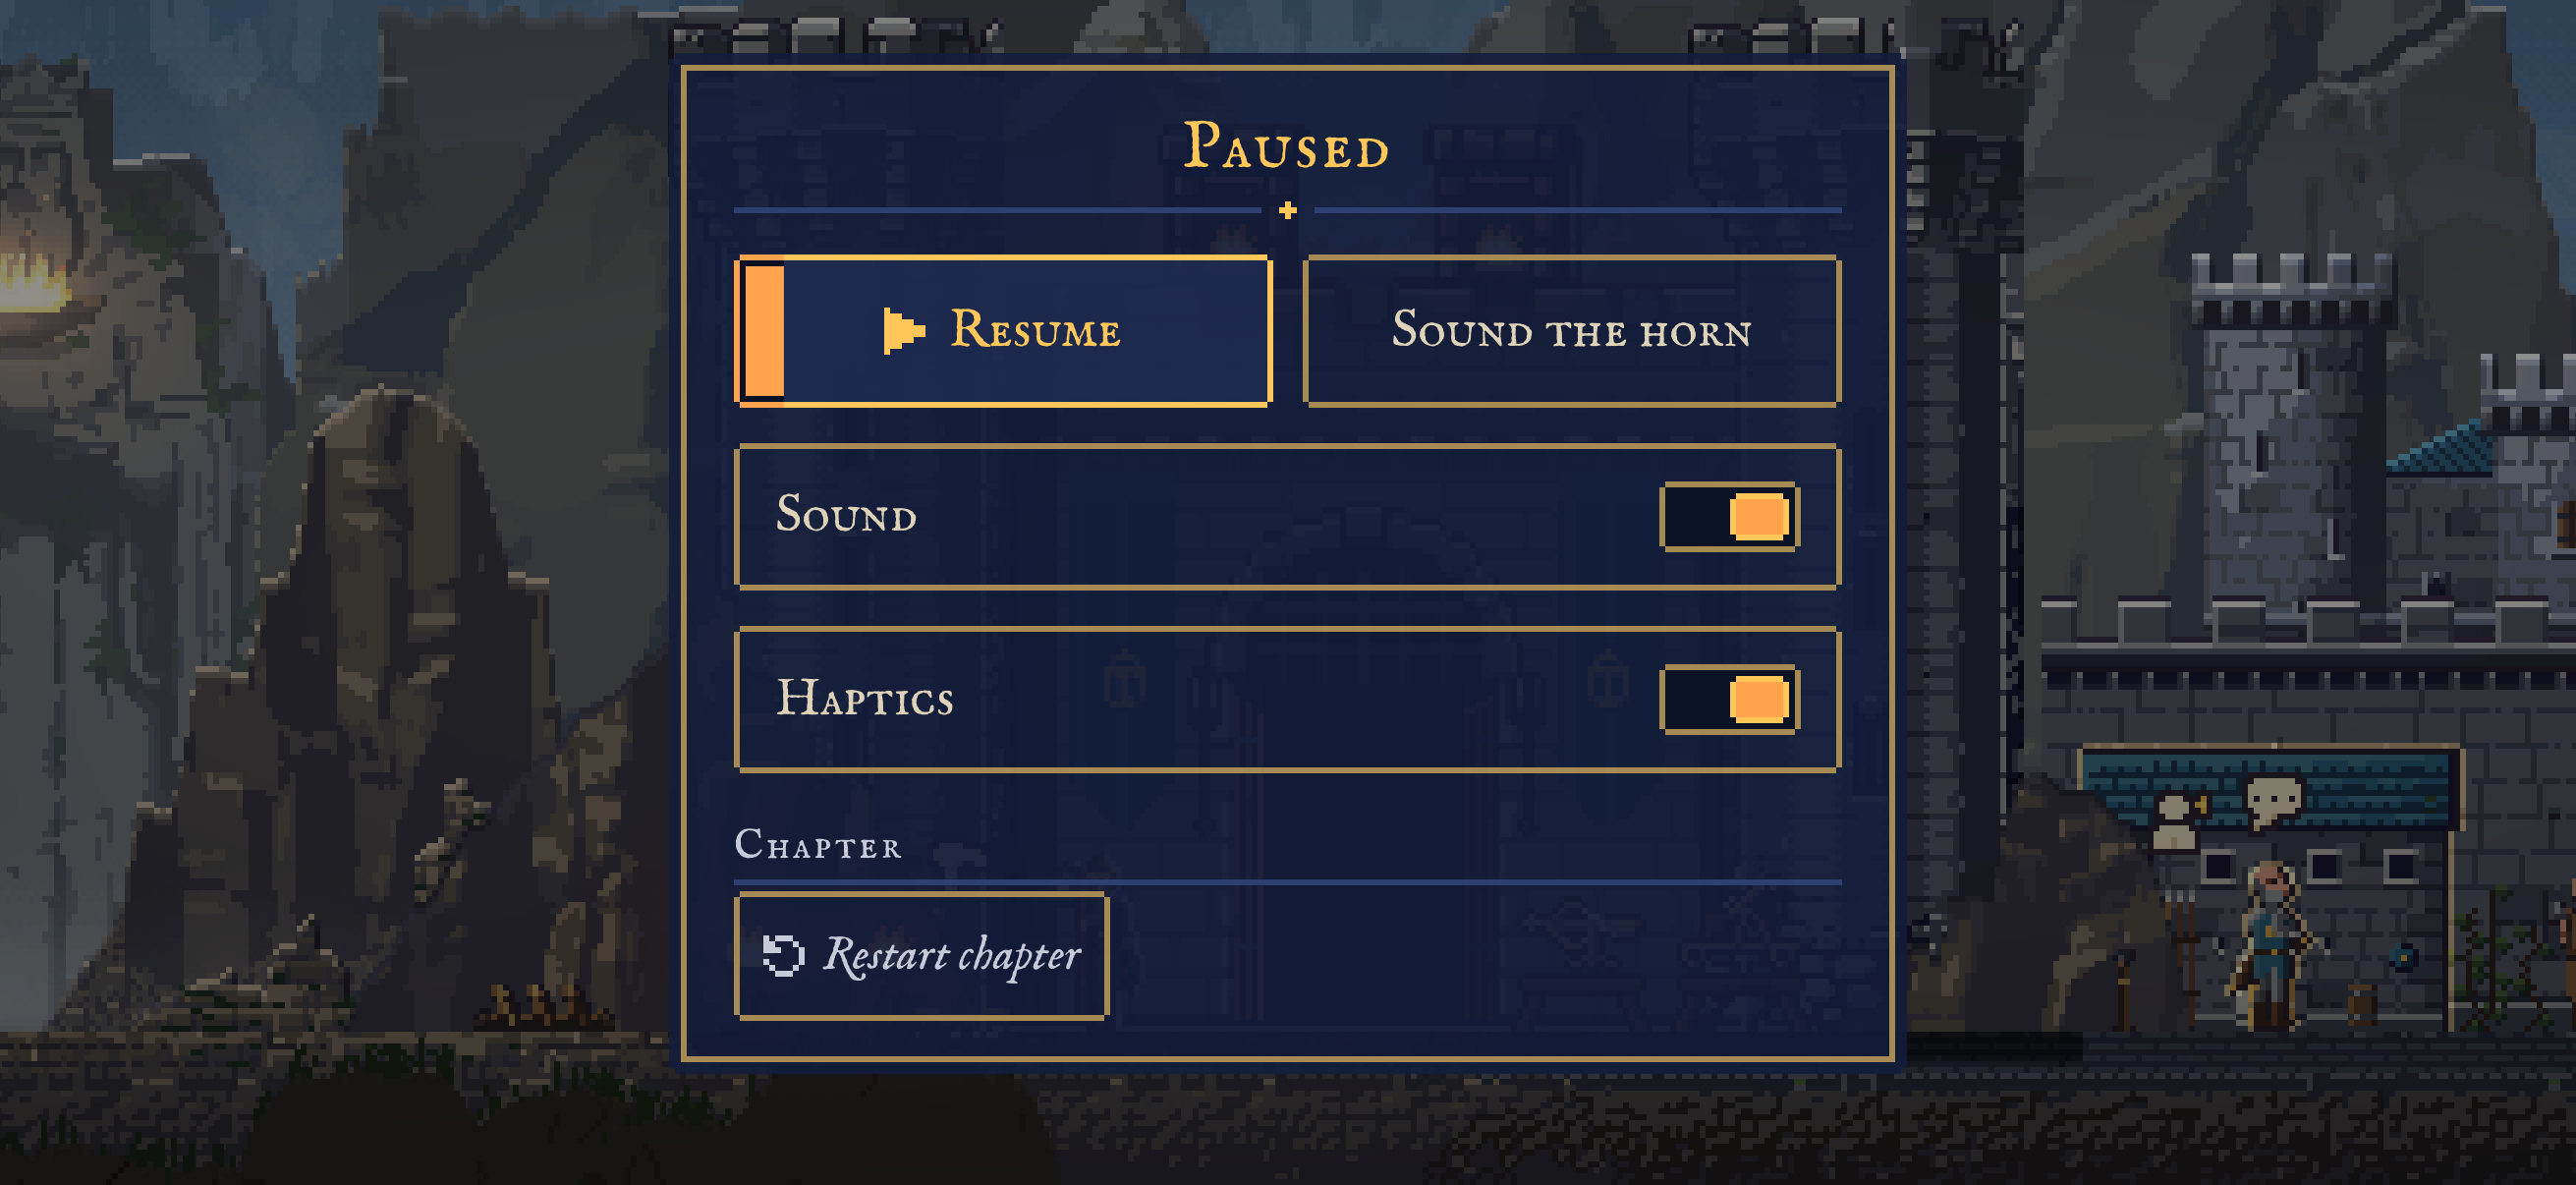 Paused
Resume
Sound the horn
Sound
Haptics
Chapter
Restart chapter